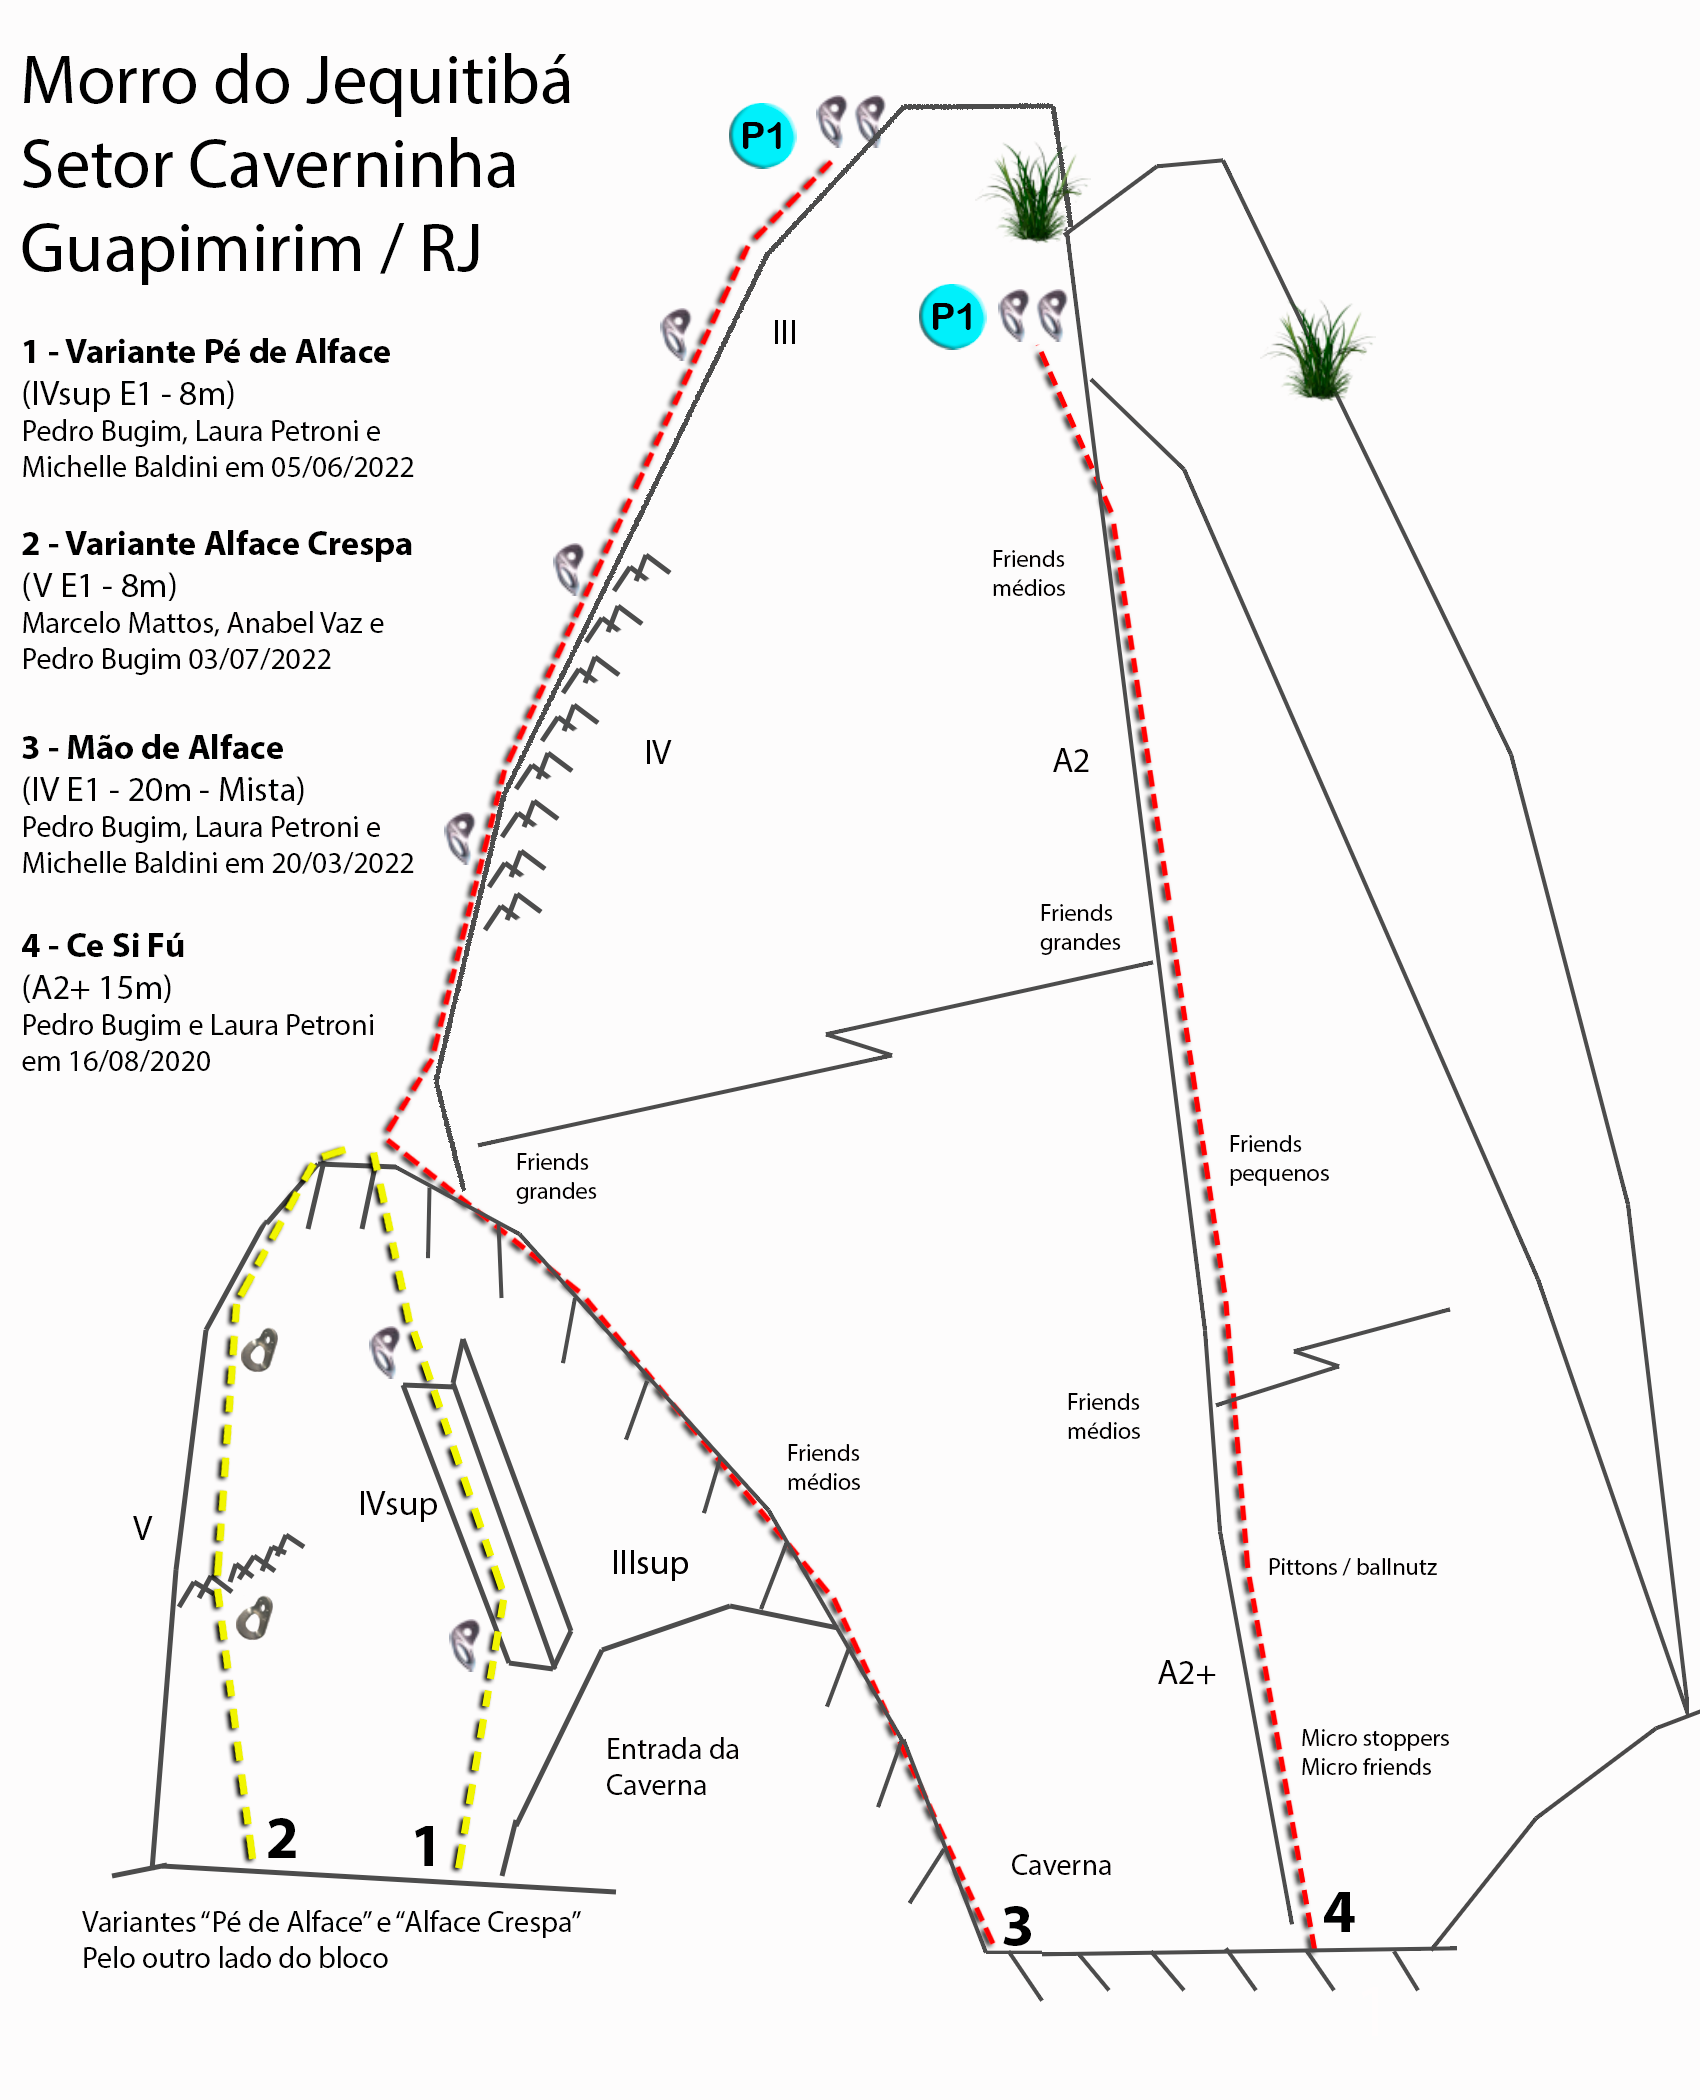 Morro do Jequitibá
Setor Caverninha
Guapimirim / RJ
1 - Variante Pé de Alface
(IVsup E1 - 8m)
Pedro Bugim, Laura Petroni e
Michelle Baldini em 05/06/2022
2 - Variante Alface Crespa
(V E1 - 8m)
Marcelo Mattos, Anabel Vaz e
Pedro Bugim 03/07/2022
3 - Mão de Alface
(IV E1 - 20m - Mista)
Pedro Bugim, Laura Petroni e
Michelle Baldini em 20/03/2022
4 - Ce Si Fú
(A2+ 15m)
Pedro Bugim e Laura Petroni
em 16/08/2020
P1
P1
III
Friends
médios
IV
A2
Friends
grandes
Friends
grandes
Friends
pequenos
Friends
médios
Friends
médios
V
IVsup
IIIsup
Pittons / ballnutz
A2+
Entrada da
Caverna
Micro stoppers
Micro friends
2
1
Caverna
3
4
Variantes “Pé de Alface” e “Alface Crespa”
Pelo outro lado do bloco